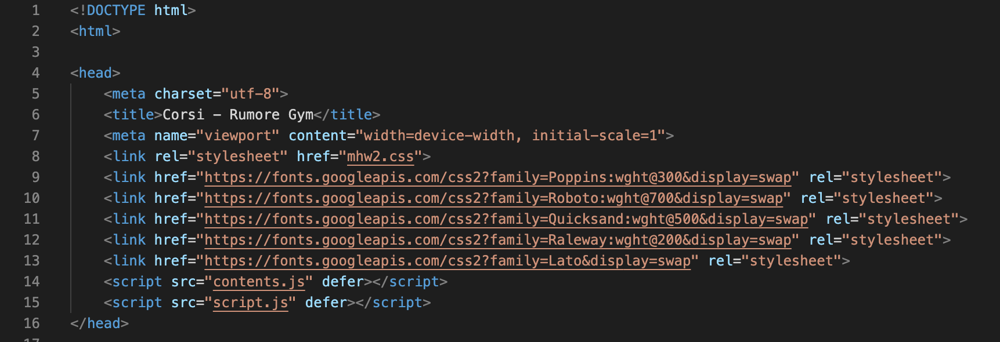 1 <!DOCTYPE html>
2 <html>
3
4 <head>
5 <meta charset="utf-8">
6 <title>Corsi - Rumore Gym</title>
7 <meta name="viewport" content="width=device-width, initial-scale=1">
8 <link rel="stylesheet" href="mhw2.css">
9 <link href="https://fonts.googleapis.com/css2?family=Poppins:wght@300&display=swap" rel="stylesheet">
10 <link href="https://fonts.googleapis.com/css2?family=Roboto:wght@700&display=swap" rel="stylesheet">
11 <link href="https://fonts.googleapis.com/css2?family=Quicksand:wght@500&display=swap" rel="stylesheet">
12 <link href="https://fonts.googleapis.com/css2?family=Raleway:wght@200&display=swap" rel="stylesheet">
13 <link href="https://fonts.googleapis.com/css2?family=Lato&display=swap" rel="stylesheet">
14 <script src="contents.js" defer></script>
15 <script src="script.js" defer></script>
16 </head>
17